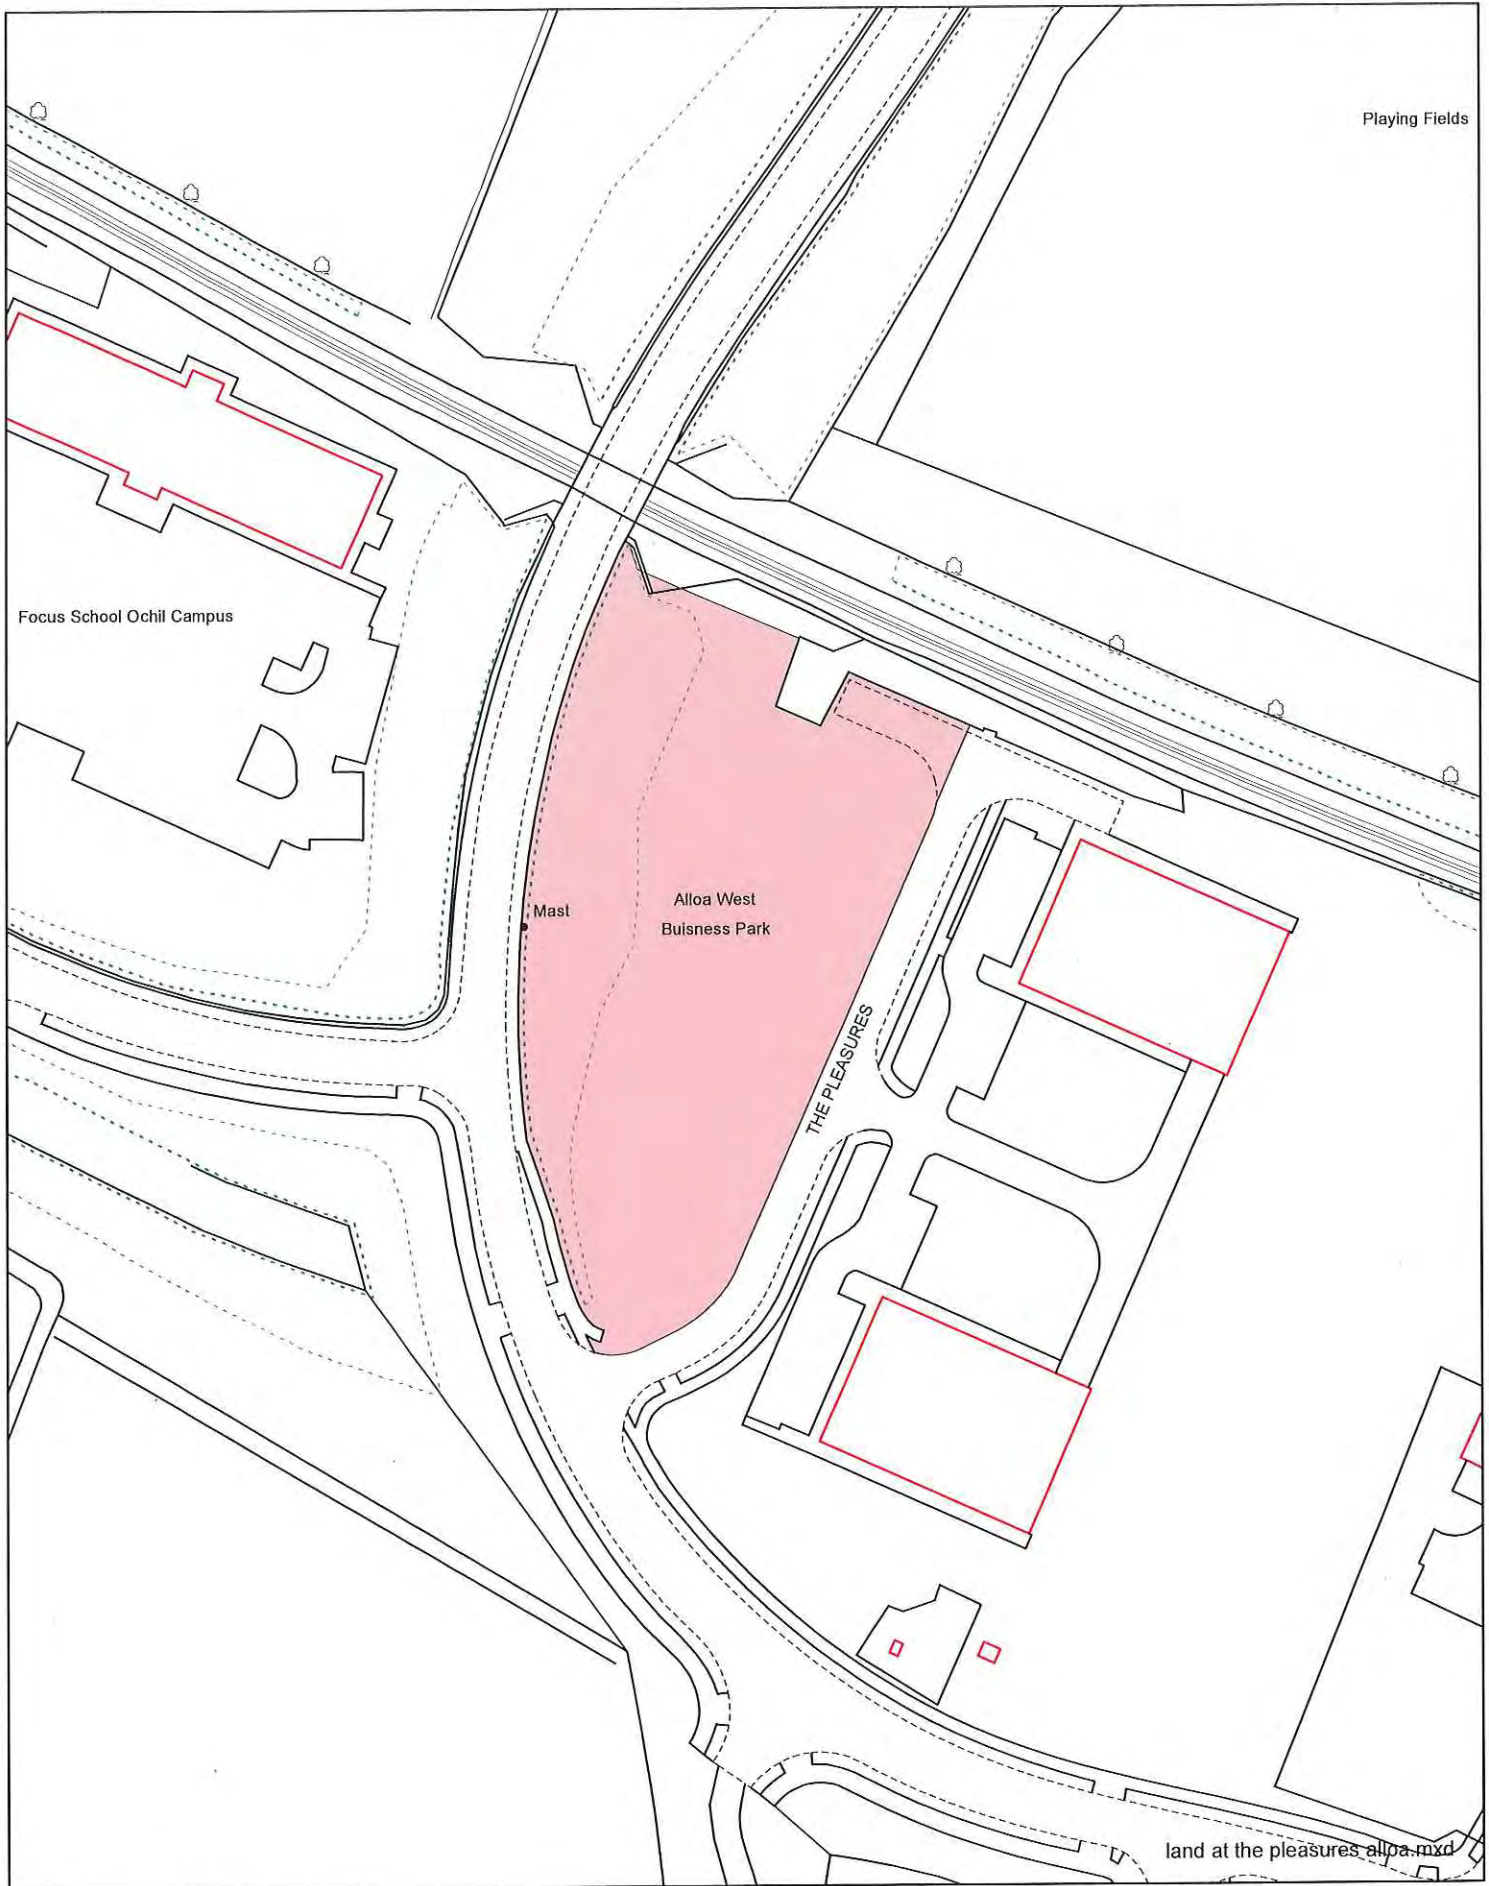 Playing Fields
Focus School Ochil Campus
Mast
Alloa West
Buisness Park
THE PLEASURES
land at the pleasures alloa.mxd